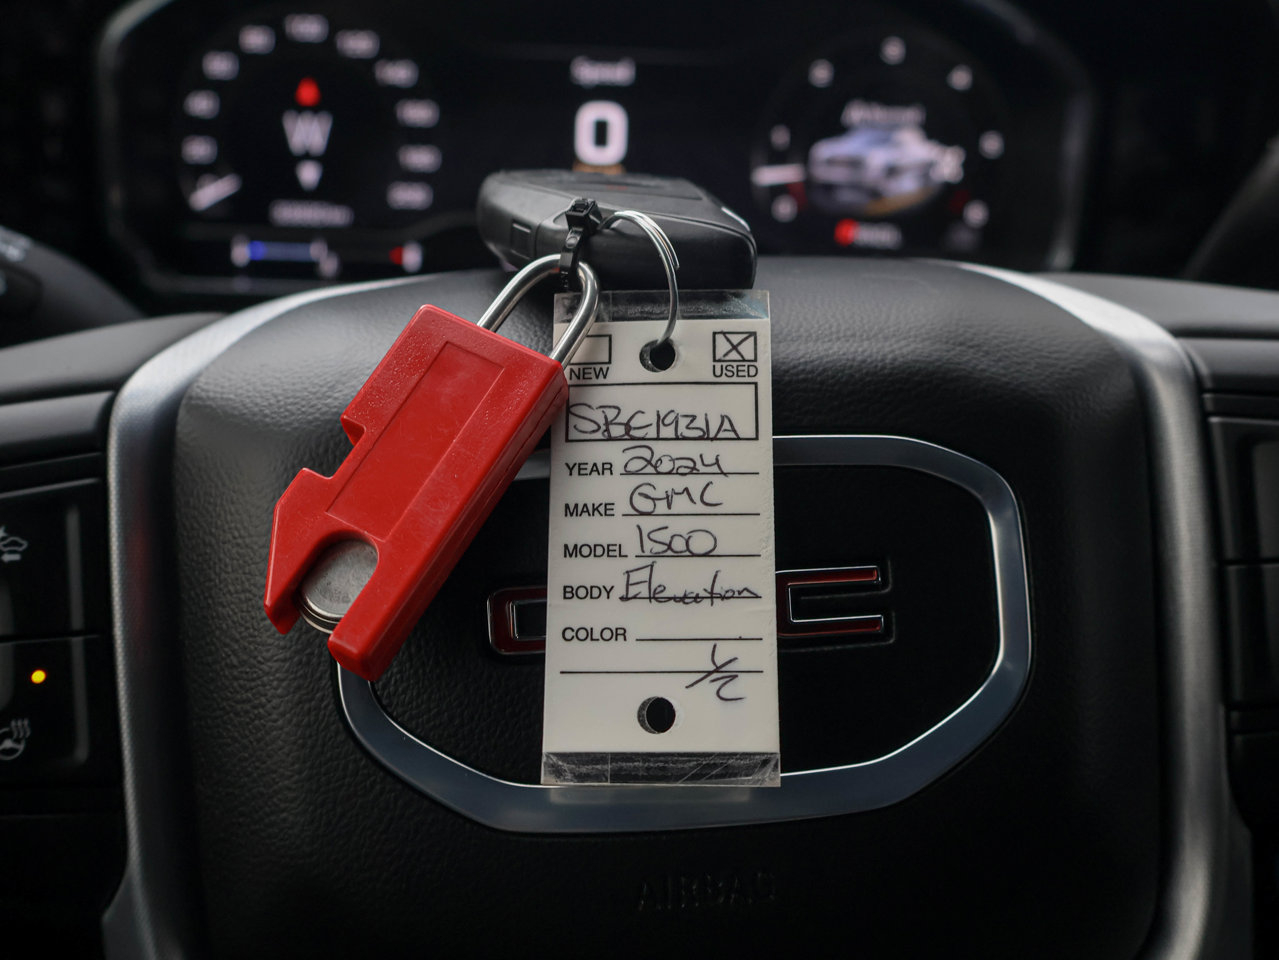 Speed
0
W
NEW
USED
SBE1931A
YEAR 2024
MAKE GMC
MODEL 1500
BODY Elevation
COLOR
1/2
AIRBAG